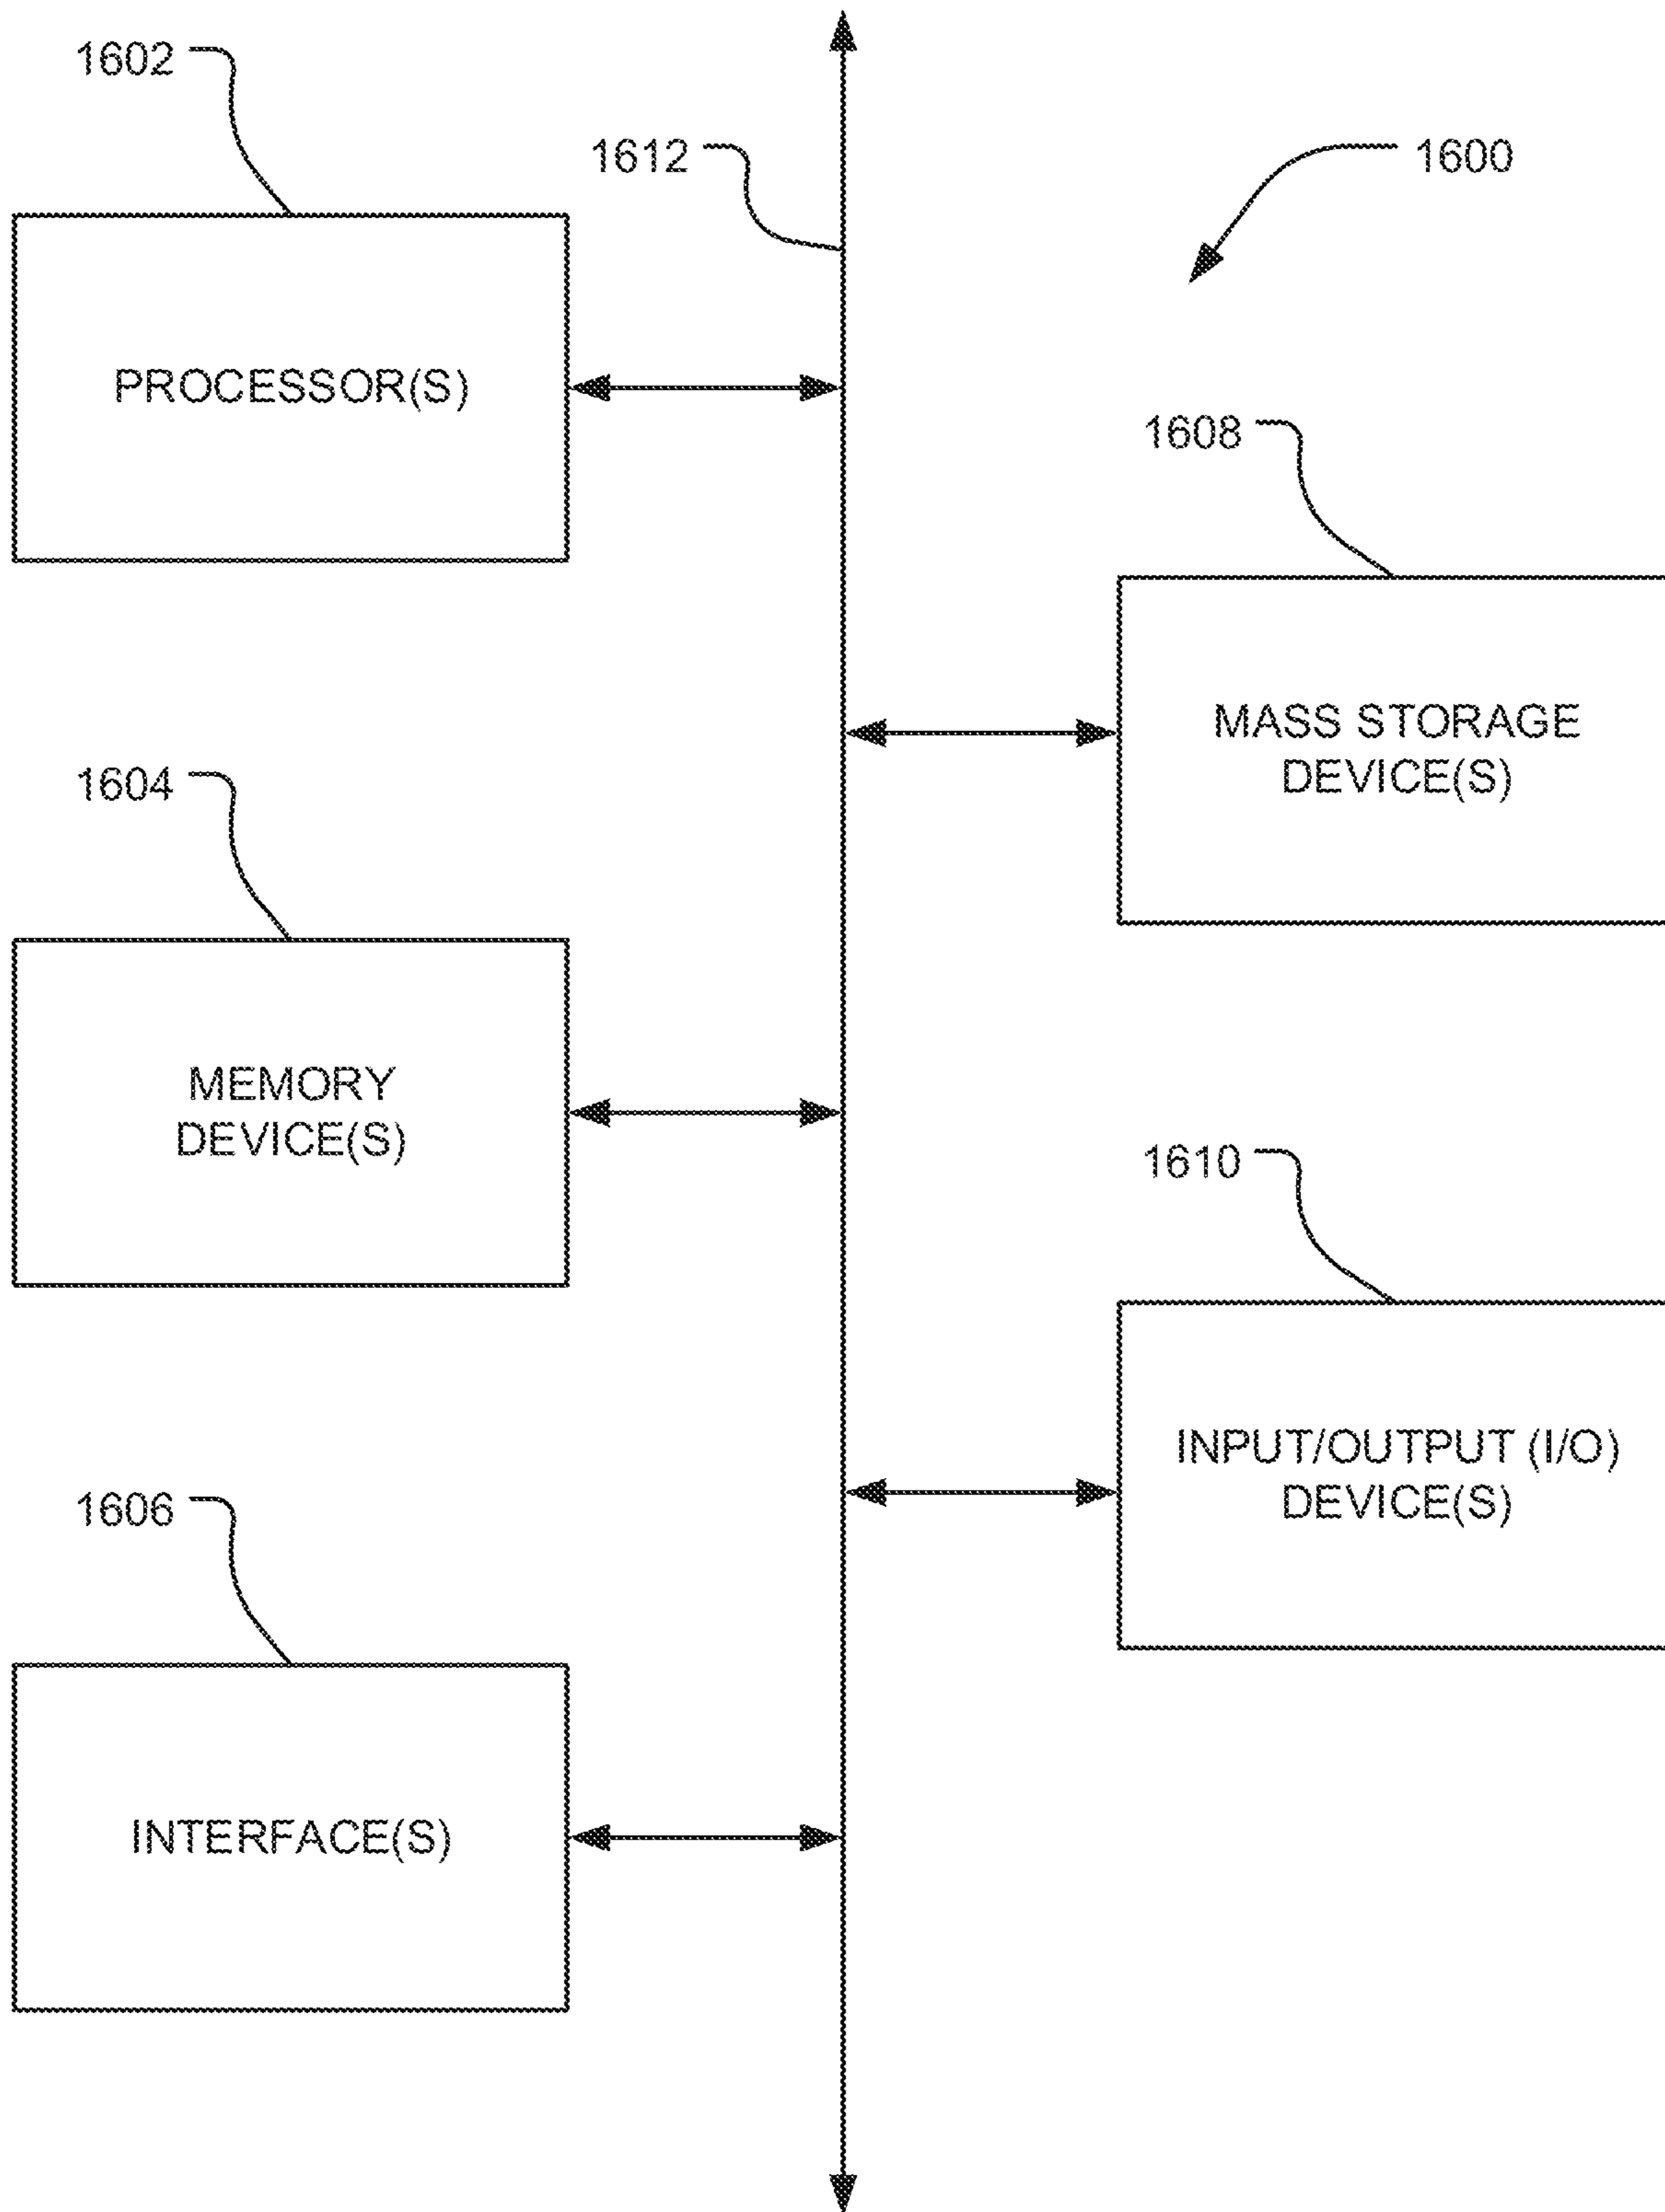 1602
1612
1600
PROCESSOR(S)
1608
MASS STORAGE
DEVICE(S)
1604
MEMORY
DEVICE(S)
1610
INPUT/OUTPUT (I/O)
DEVICE(S)
1606
INTERFACE(S)